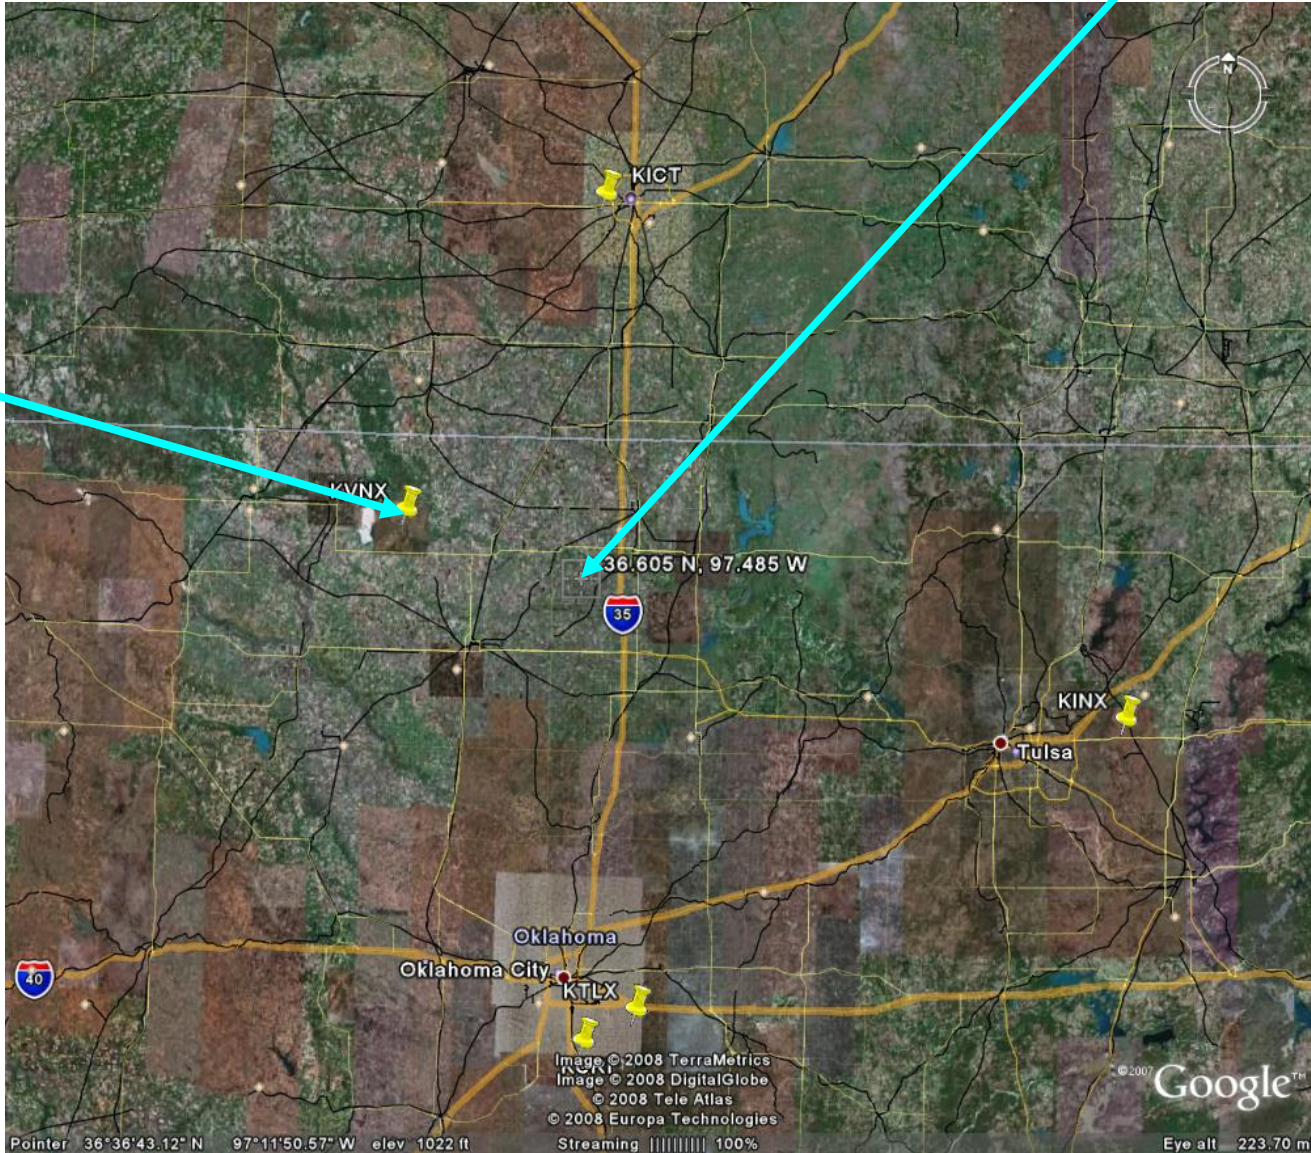 N
KICT
KVNX
36.605 N, 97.485 W
35
KINX
Tulsa
Oklahoma
Oklahoma City
40
KTLX
Image © 2008 TerraMetrics
Image © 2008 DigitalGlobe
© 2008 Tele Atlas
© 2008 Europa Technologies
©2007 Google™
Pointer 36°36'43.12" N 97°11'50.57" W elev 1022 ft Streaming |||||||||| 100% Eye alt 223.70 m